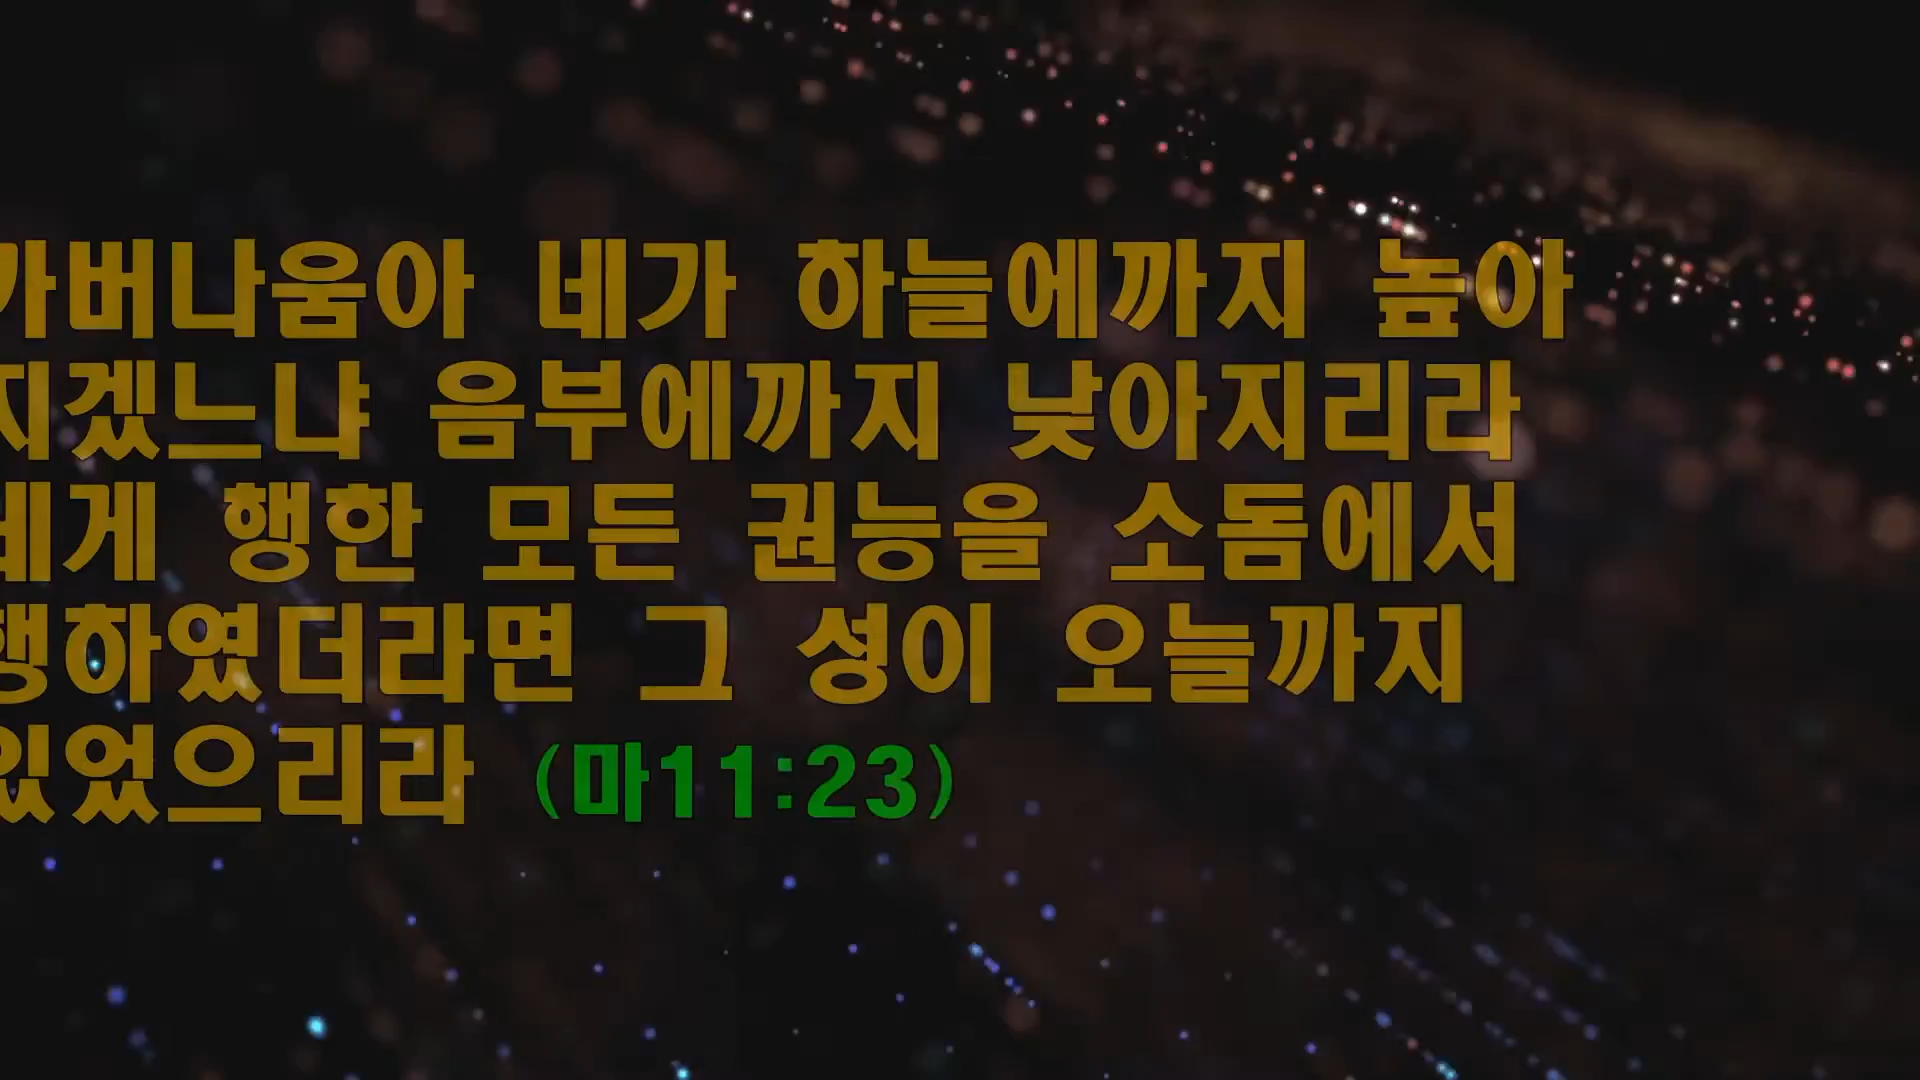 가버나움아 네가 하늘에까지 높아
지겠느냐 음부에까지 낮아지리라
네게 행한 모든 권능을 소돔에서
행하였더라면 그 성이 오늘까지
있었으리라 (마11:23)